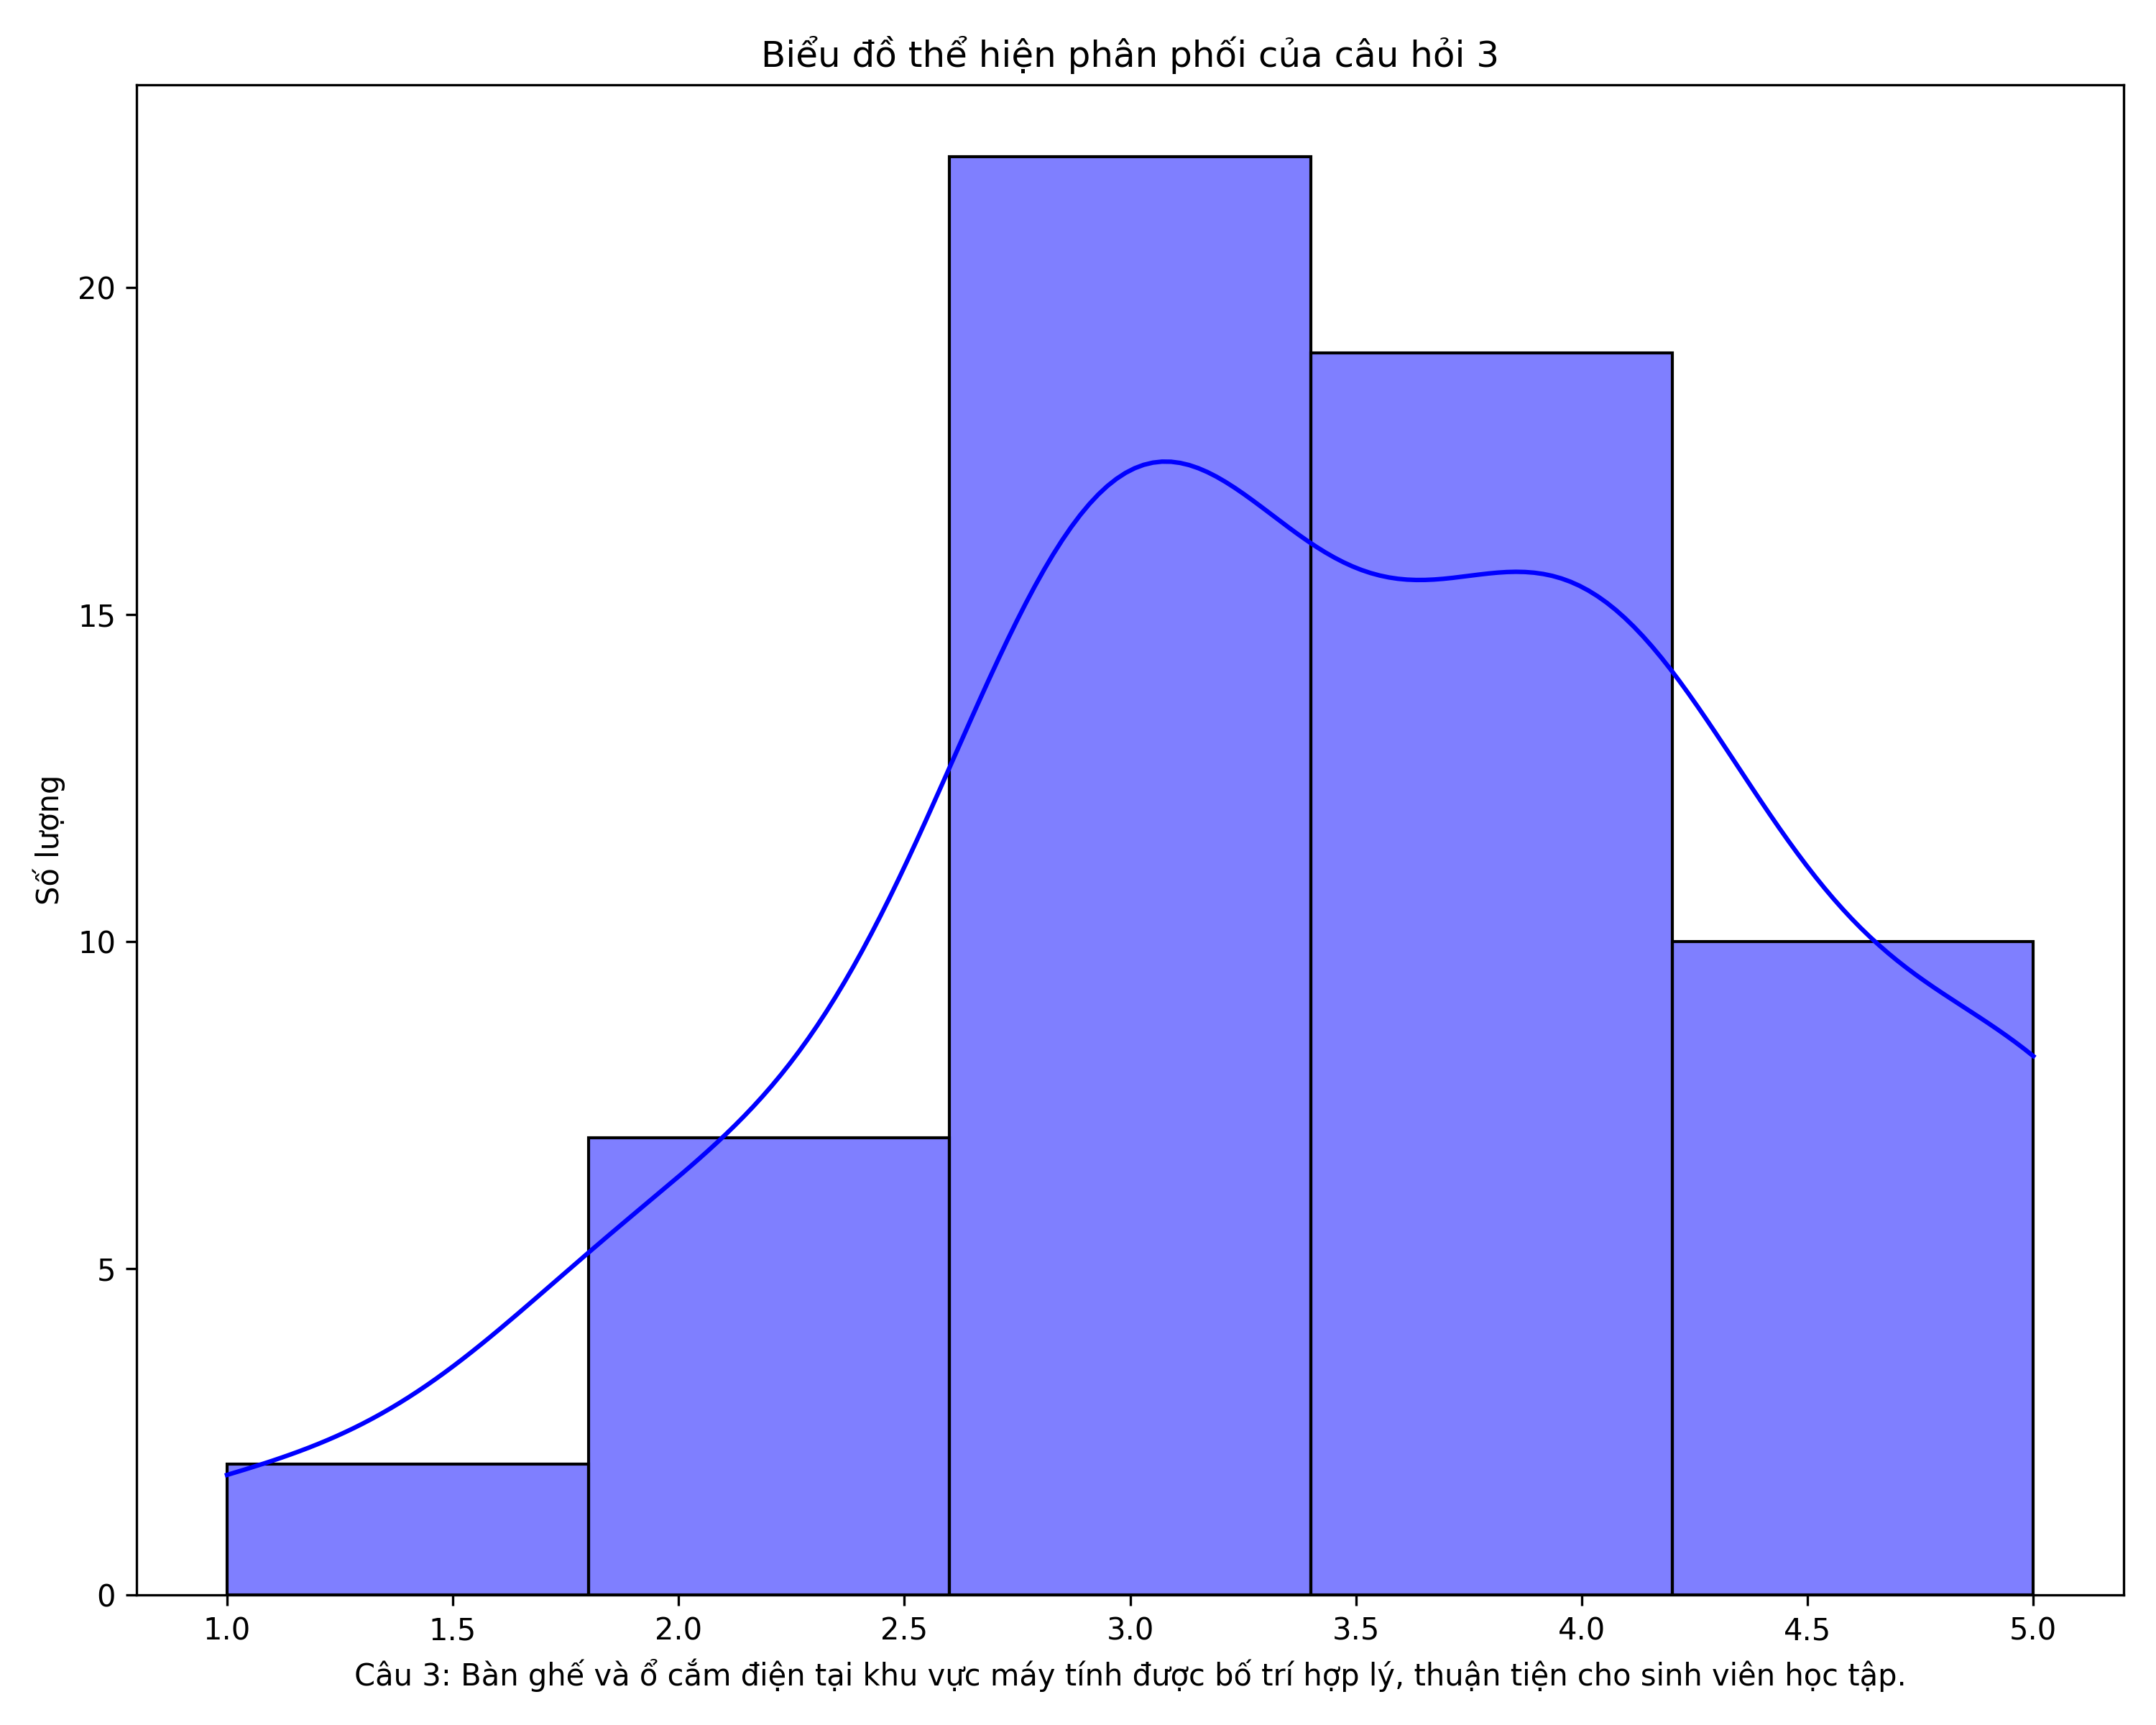 Biểu đồ thể hiện phân phối của câu hỏi 3
Số lượng
20
15
10
5
0
1.0 1.5 2.0 2.5 3.0 3.5 4.0 4.5 5.0
Câu 3: Bàn ghế và ổ cắm điện tại khu vực máy tính được bố trí hợp lý, thuận tiện cho sinh viên học tập.